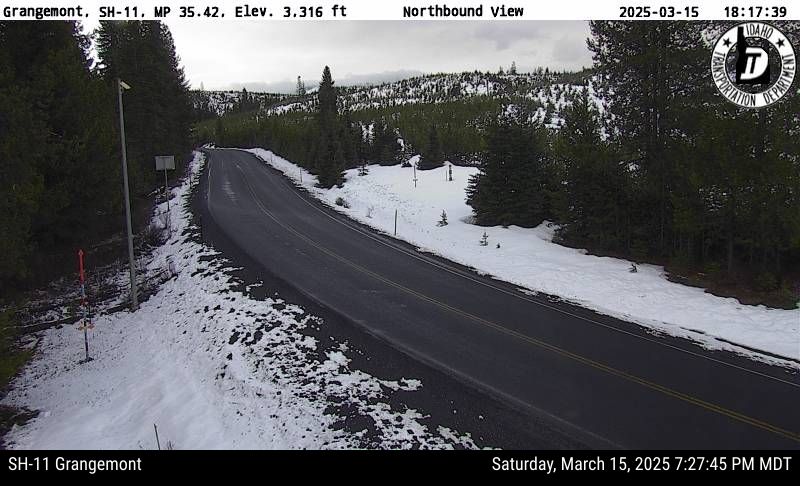 Grangemont, SH-11, MP 35.42, Elev. 3,316 ft Northbound View 2025-03-15 18:17:39
IDAHO
TRANSPORTATION DEPARTMENT
SH-11 Grangemont Saturday, March 15, 2025 7:27:45 PM MDT